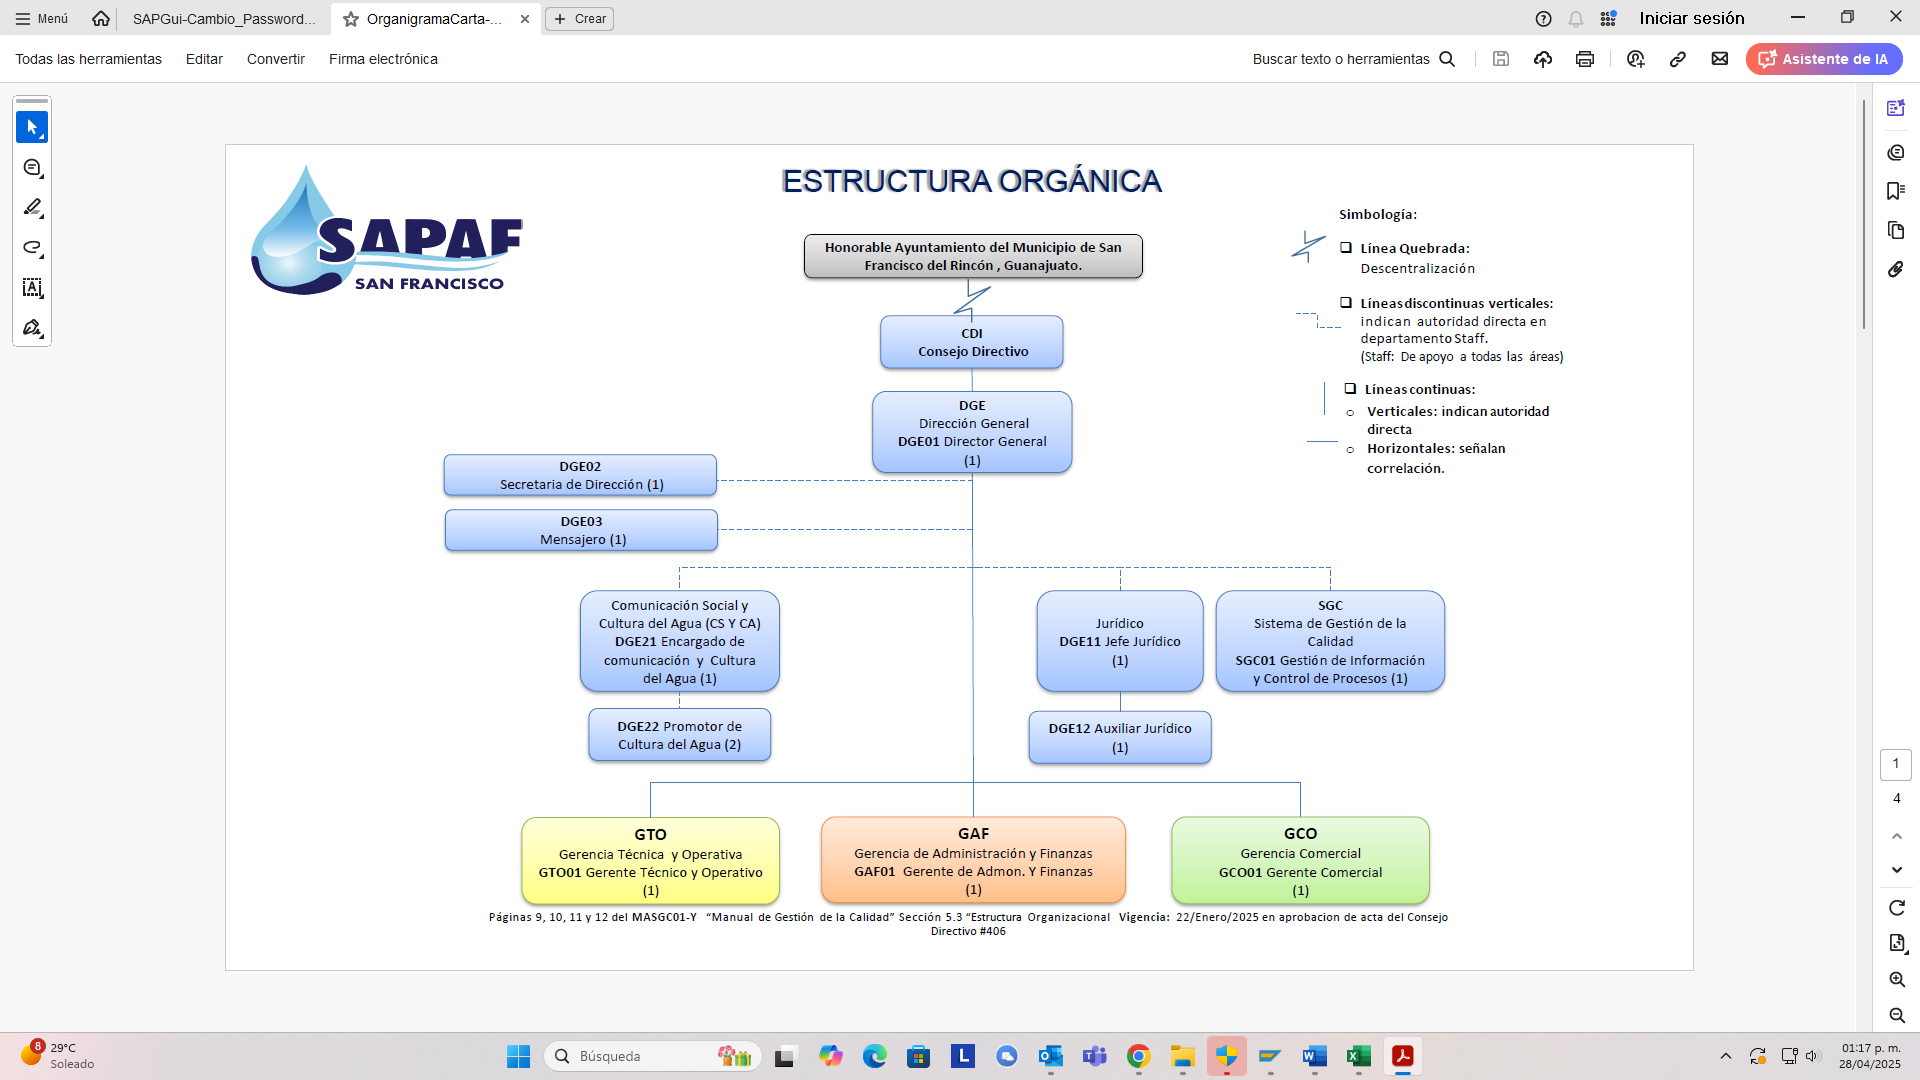 Menú
SAPGui-Cambio_Password...
OrganigramaCarta-...
Crear
Iniciar sesión
Todas las herramientas
Editar
Convertir
Firma electrónica
Buscar texto o herramientas
Asistente de IA
SAPAF
SAN FRANCISCO
ESTRUCTURA ORGÁNICA
Honorable Ayuntamiento del Municipio de San
Francisco del Rincón , Guanajuato.
CDI
Consejo Directivo
DGE
Dirección General
DGE01 Director General
(1)
Simbología:
Línea Quebrada:
Descentralización
Líneas discontinuas verticales:
indican autoridad directa en
departamento Staff.
(Staff: De apoyo a todas las áreas)
Líneas continuas:
o Verticales: indican autoridad
directa
o Horizontales: señalan
correlación.
DGE02
Secretaria de Dirección (1)
DGE03
Mensajero (1)
Comunicación Social y
Cultura del Agua (CS Y CA)
DGE21 Encargado de
comunicación y Cultura
del Agua (1)
DGE22 Promotor de
Cultura del Agua (2)
Jurídico
DGE11 Jefe Jurídico
(1)
DGE12 Auxiliar Jurídico
(1)
SGC
Sistema de Gestión de la
Calidad
SGC01 Gestión de Información
y Control de Procesos (1)
GTO
Gerencia Técnica y Operativa
GTO01 Gerente Técnico y Operativo
(1)
GAF
Gerencia de Administración y Finanzas
GAF01 Gerente de Admon. Y Finanzas
(1)
GCO
Gerencia Comercial
GCO01 Gerente Comercial
(1)
Páginas 9, 10, 11 y 12 del MASGC01-Y “Manual de Gestión de la Calidad” Sección 5.3 “Estructura Organizacional Vigencia: 22/Enero/2025 en aprobacion de acta del Consejo
Directivo #406
1
4
8
29°C
Soleado
Búsqueda
01:17 p. m.
28/04/2025